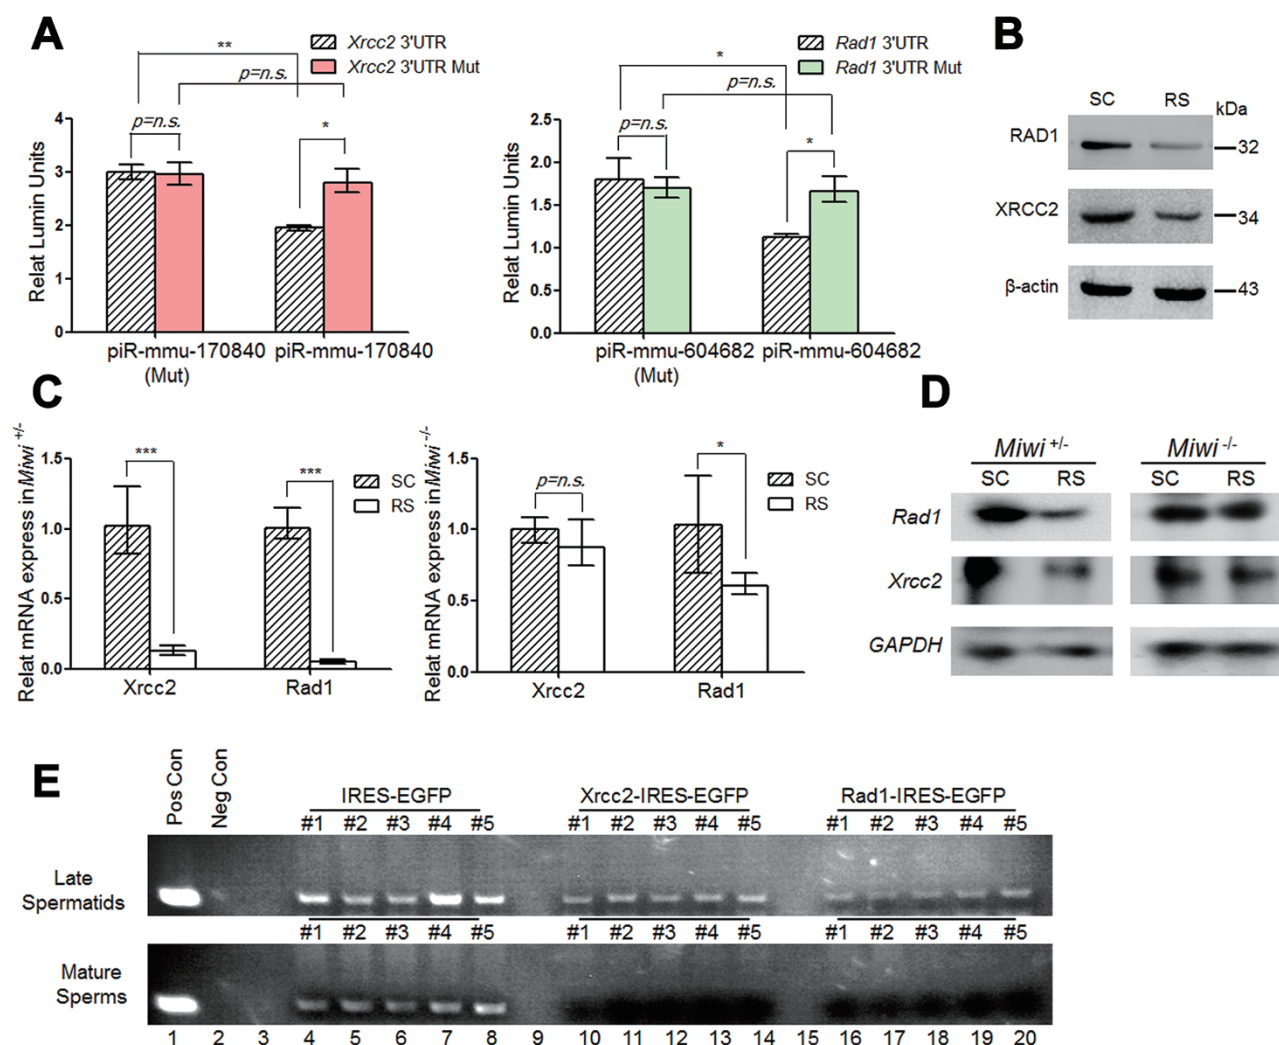 A
Xrcc2 3'UTR
Xrcc2 3'UTR Mut
**
p=n.s.
p=n.s.
*
Relat Lumin Units
4
3
2
1
0
piR-mmu-170840 (Mut)
piR-mmu-170840
Rad1 3'UTR
Rad1 3'UTR Mut
*
p=n.s.
p=n.s.
*
Relat Lumin Units
2.5
2.0
1.5
1.0
0.5
0.0
piR-mmu-604682 (Mut)
piR-mmu-604682
B
SC RS kDa
RAD1 32
XRCC2 34
β-actin 43
C
Relat mRNA express in Miwi +/-
1.5
1.0
0.5
0.0
***
***
SC
RS
Xrcc2 Rad1
Relat mRNA express in Miwi -/-
1.5
1.0
0.5
0.0
p=n.s.
*
SC
RS
Xrcc2 Rad1
D
Miwi +/- Miwi -/-
SC RS SC RS
Rad1
Xrcc2
GAPDH
E
Pos Con
Neg Con
IRES-EGFP Xrcc2-IRES-EGFP Rad1-IRES-EGFP
#1 #2 #3 #4 #5 #1 #2 #3 #4 #5 #1 #2 #3 #4 #5
Late
Spermatids
#1 #2 #3 #4 #5 #1 #2 #3 #4 #5 #1 #2 #3 #4 #5
Mature
Sperms
1 2 3 4 5 6 7 8 9 10 11 12 13 14 15 16 17 18 19 20